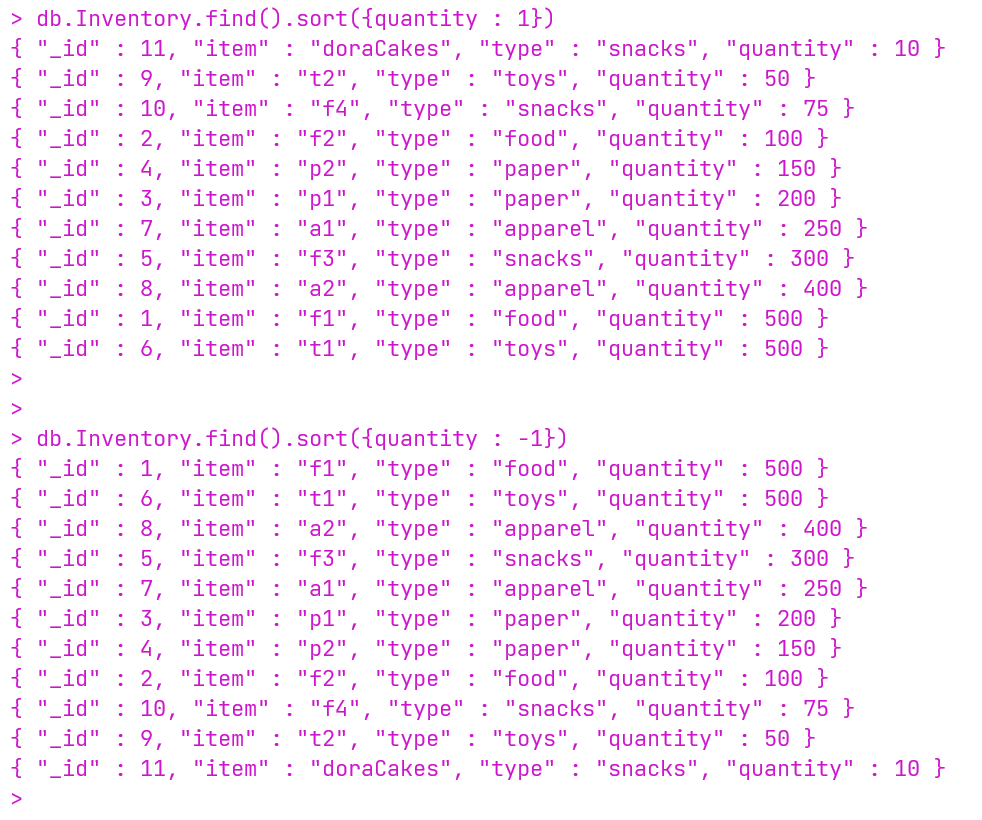 > db.Inventory.find().sort({quantity : 1})
{ "_id" : 11, "item" : "doraCakes", "type" : "snacks", "quantity" : 10 }
{ "_id" : 9, "item" : "t2", "type" : "toys", "quantity" : 50 }
{ "_id" : 10, "item" : "f4", "type" : "snacks", "quantity" : 75 }
{ "_id" : 2, "item" : "f2", "type" : "food", "quantity" : 100 }
{ "_id" : 4, "item" : "p2", "type" : "paper", "quantity" : 150 }
{ "_id" : 3, "item" : "p1", "type" : "paper", "quantity" : 200 }
{ "_id" : 7, "item" : "a1", "type" : "apparel", "quantity" : 250 }
{ "_id" : 5, "item" : "f3", "type" : "snacks", "quantity" : 300 }
{ "_id" : 8, "item" : "a2", "type" : "apparel", "quantity" : 400 }
{ "_id" : 1, "item" : "f1", "type" : "food", "quantity" : 500 }
{ "_id" : 6, "item" : "t1", "type" : "toys", "quantity" : 500 }
>
>
> db.Inventory.find().sort({quantity : -1})
{ "_id" : 1, "item" : "f1", "type" : "food", "quantity" : 500 }
{ "_id" : 6, "item" : "t1", "type" : "toys", "quantity" : 500 }
{ "_id" : 8, "item" : "a2", "type" : "apparel", "quantity" : 400 }
{ "_id" : 5, "item" : "f3", "type" : "snacks", "quantity" : 300 }
{ "_id" : 7, "item" : "a1", "type" : "apparel", "quantity" : 250 }
{ "_id" : 3, "item" : "p1", "type" : "paper", "quantity" : 200 }
{ "_id" : 4, "item" : "p2", "type" : "paper", "quantity" : 150 }
{ "_id" : 2, "item" : "f2", "type" : "food", "quantity" : 100 }
{ "_id" : 10, "item" : "f4", "type" : "snacks", "quantity" : 75 }
{ "_id" : 9, "item" : "t2", "type" : "toys", "quantity" : 50 }
{ "_id" : 11, "item" : "doraCakes", "type" : "snacks", "quantity" : 10 }
>